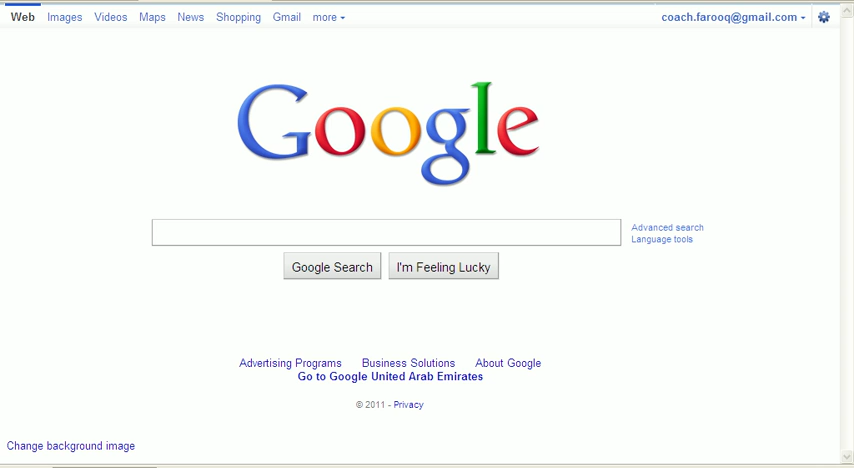 Web Images Videos Maps News Shopping Gmail more coach.farooq@gmail.com
Google
Advanced search
Language tools
Google Search I'm Feeling Lucky
Advertising Programs Business Solutions About Google
Go to Google United Arab Emirates
© 2011 - Privacy
Change background image